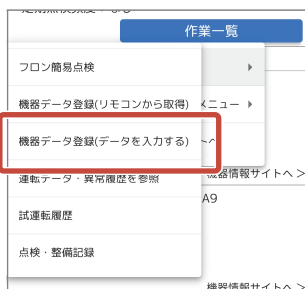 作業一覧
フロン簡易点検
機器データ登録(リモコンから取得)
メニュー
機器データ登録(データを入力する)
運転データ・異常履歴を参照
機器情報サイトへ >
A9
試運転履歴
点検・整備記録
機器情報サイトへ >